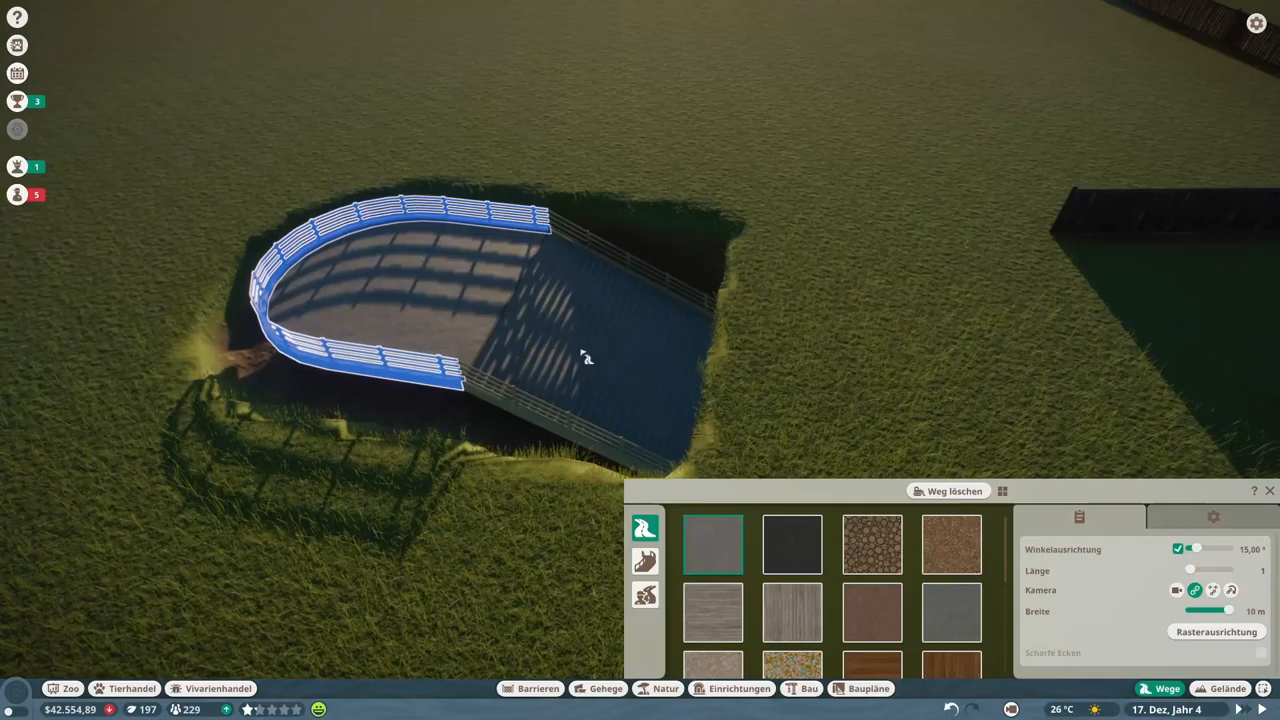 ?
3
1
5
Weg löschen
?
Winkelausrichtung 15,00 °
Länge 1
Kamera
Breite 10 m
Rasterausrichtung
Scharfe Ecken
Zoo Tierhandel Vivarienhandel Barrieren Gehege Natur Einrichtungen Bau Baupläne Wege Gelände
$42.554,89 197 229 26 °C 17. Dez, Jahr 4